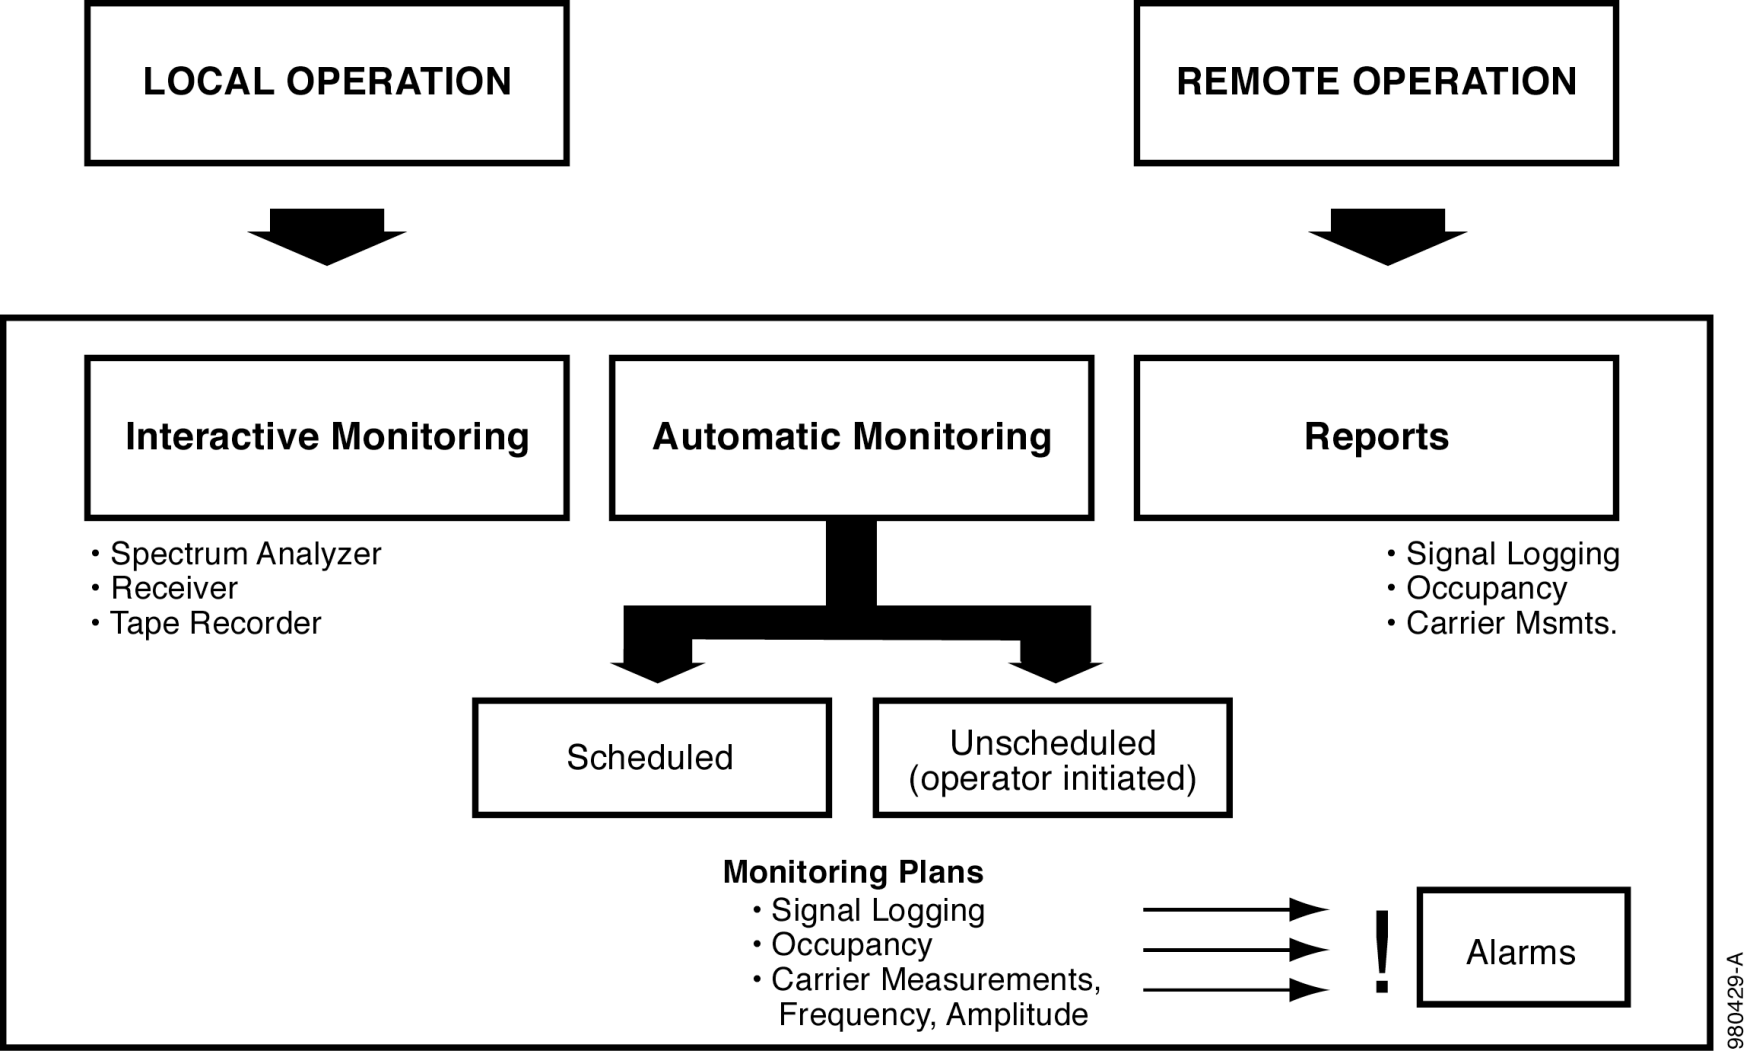 LOCAL OPERATION
REMOTE OPERATION
Interactive Monitoring
• Spectrum Analyzer
• Receiver
• Tape Recorder
Automatic Monitoring
Reports
• Signal Logging
• Occupancy
• Carrier Msmts.
Scheduled
Unscheduled
(operator initiated)
Monitoring Plans
• Signal Logging
• Occupancy
• Carrier Measurements,
Frequency, Amplitude
!
Alarms
980429-A